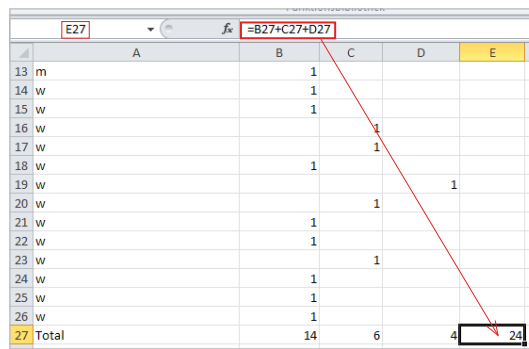 E27 fx =B27+C27+D27
A B C D E
13 m 1
14 w 1
15 w 1
16 w 1
17 w 1
18 w 1
19 w 1
20 w 1
21 w 1
22 w 1
23 w 1
24 w 1
25 w 1
26 w 1
27 Total 14 6 4 24